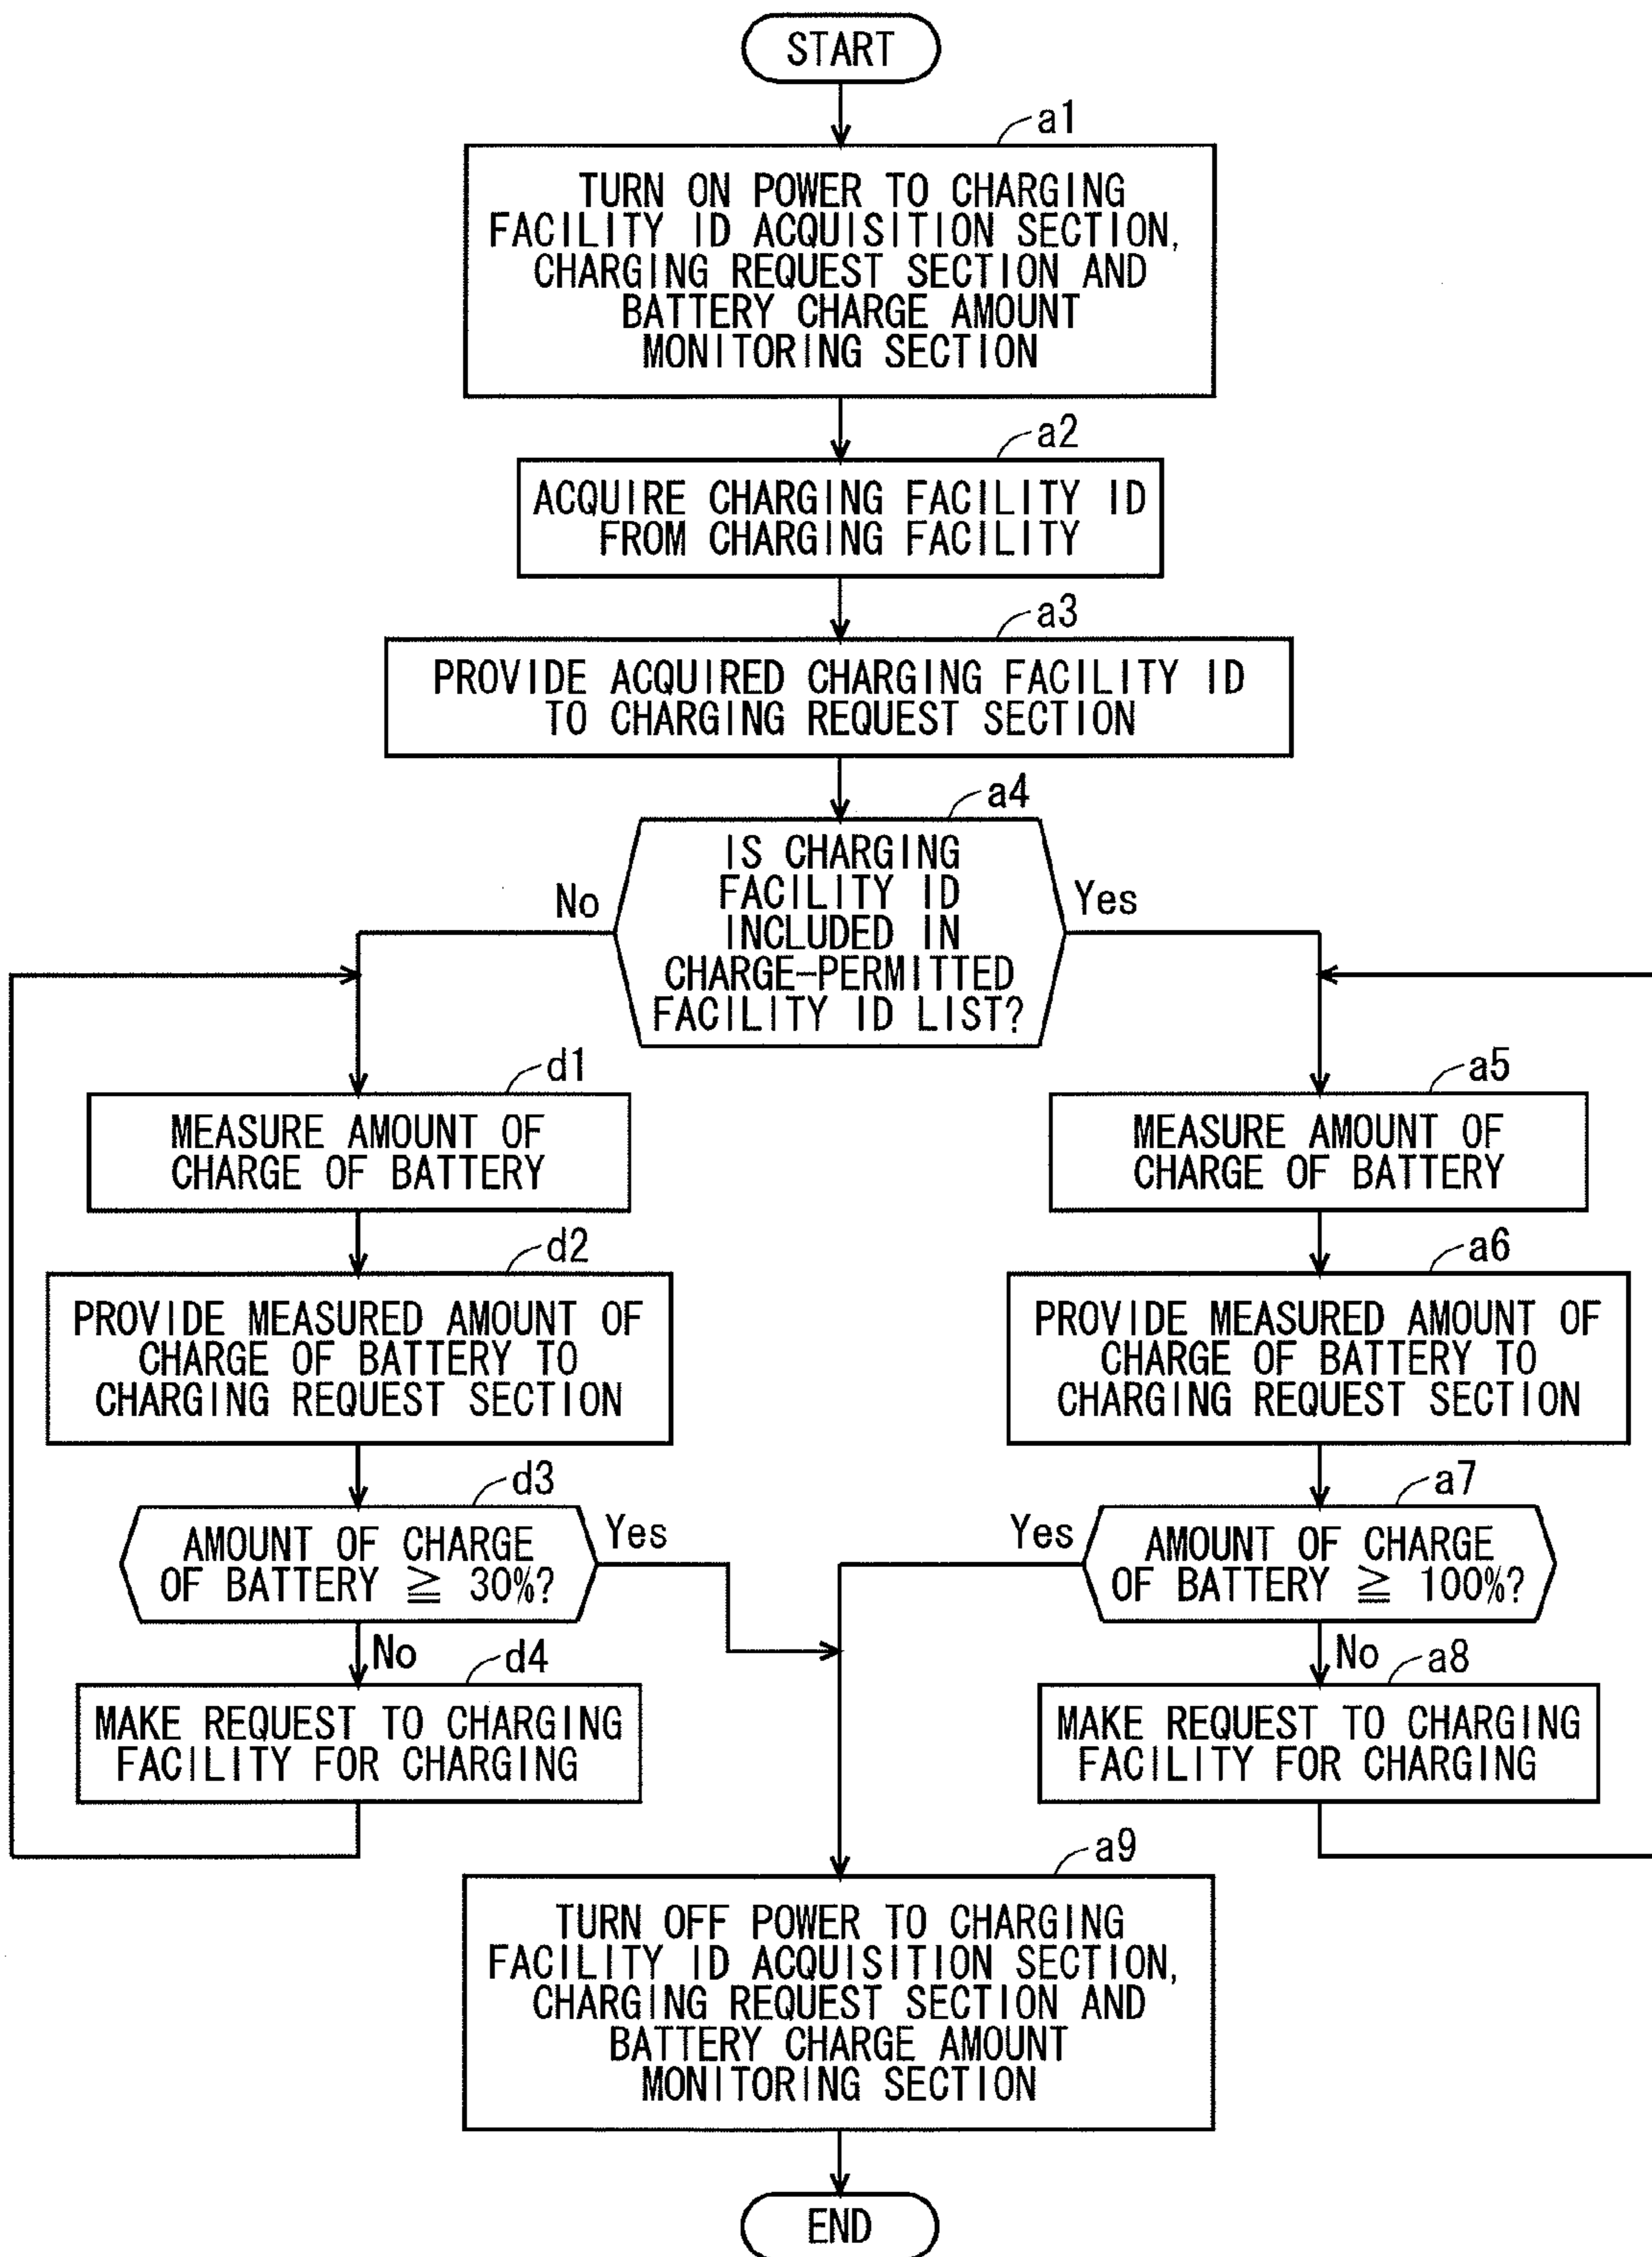 START
a1
TURN ON POWER TO CHARGING
FACILITY ID ACQUISITION SECTION,
CHARGING REQUEST SECTION AND
BATTERY CHARGE AMOUNT
MONITORING SECTION
a2
ACQUIRE CHARGING FACILITY ID
FROM CHARGING FACILITY
a3
PROVIDE ACQUIRED CHARGING FACILITY ID
TO CHARGING REQUEST SECTION
a4
IS CHARGING
FACILITY ID
INCLUDED IN
CHARGE-PERMITTED
FACILITY ID LIST?
No
Yes
d1
MEASURE AMOUNT OF
CHARGE OF BATTERY
d2
PROVIDE MEASURED AMOUNT OF
CHARGE OF BATTERY TO
CHARGING REQUEST SECTION
d3
AMOUNT OF CHARGE
OF BATTERY ≧ 30%?
Yes
No
d4
MAKE REQUEST TO CHARGING
FACILITY FOR CHARGING
a5
MEASURE AMOUNT OF
CHARGE OF BATTERY
a6
PROVIDE MEASURED AMOUNT OF
CHARGE OF BATTERY TO
CHARGING REQUEST SECTION
a7
AMOUNT OF CHARGE
OF BATTERY ≧ 100%?
Yes
No
a8
MAKE REQUEST TO CHARGING
FACILITY FOR CHARGING
a9
TURN OFF POWER TO CHARGING
FACILITY ID ACQUISITION SECTION,
CHARGING REQUEST SECTION AND
BATTERY CHARGE AMOUNT
MONITORING SECTION
END